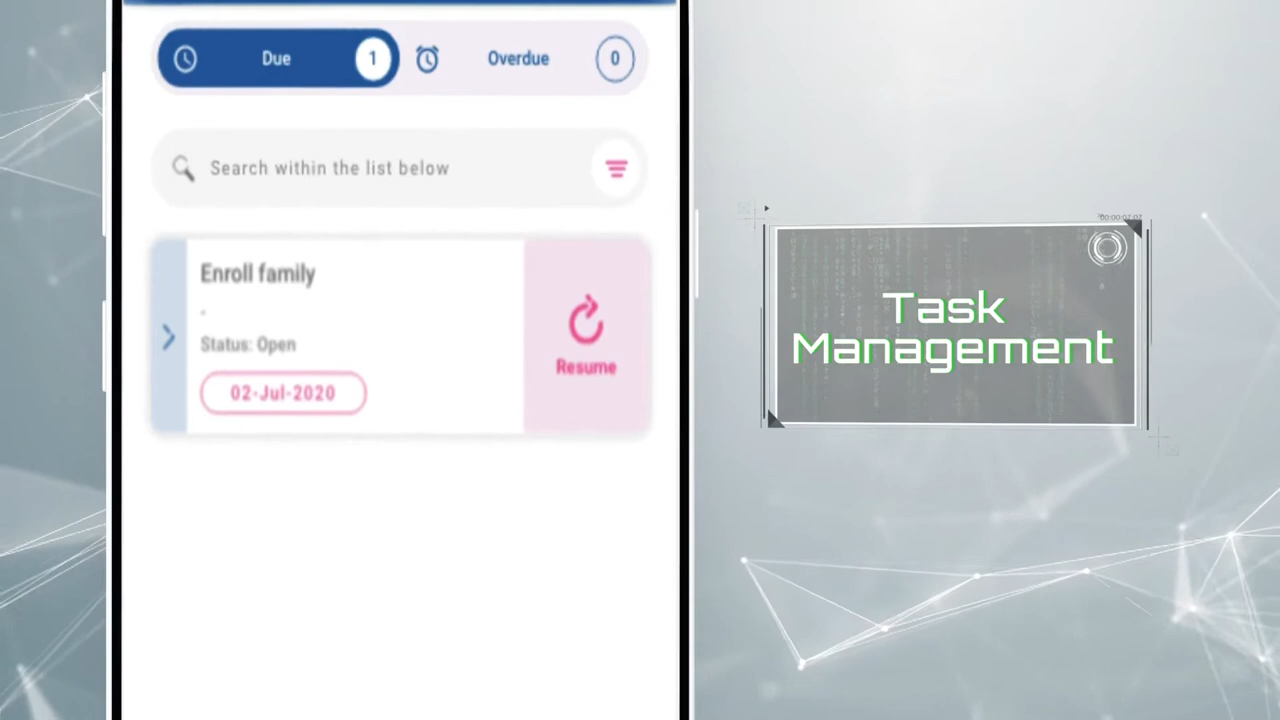 Due 1 Overdue 0
Search within the list below
Enroll family
Status: Open
02-Jul-2020
Resume
Task
Management